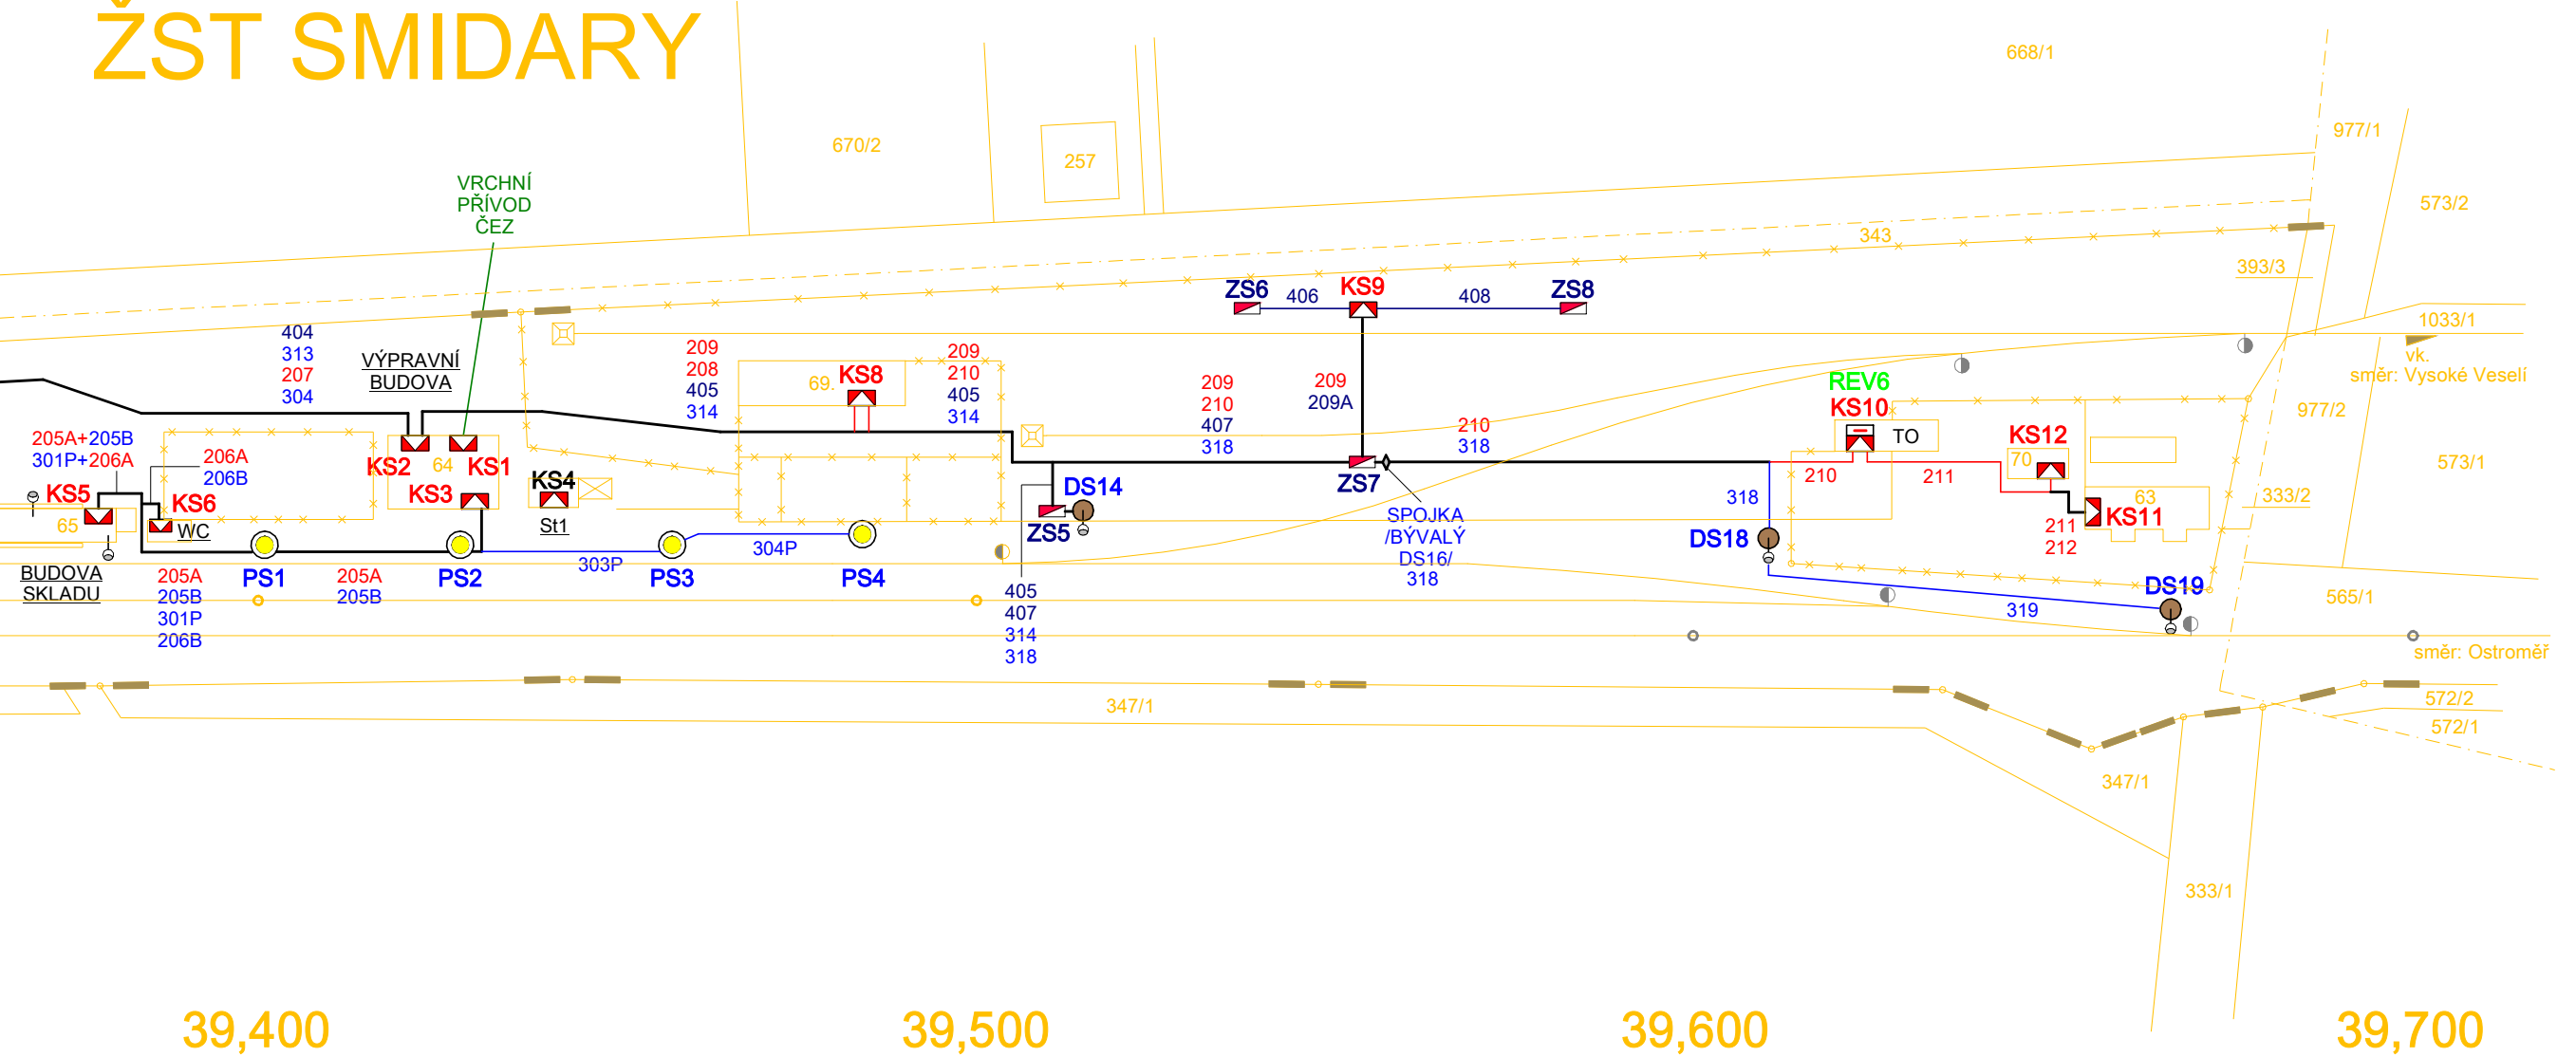 ŽST SMIDARY
668/1
670/2
257
977/1
573/2
VRCHNÍ
PŘÍVOD
ČEZ
343
393/3
ZS6
406
KS9
408
ZS8
1033/1
vk.
směr: Vysoké Veselí
404
313
207
304
VÝPRAVNÍ
BUDOVA
209
208
405
314
69.
KS8
209
210
405
314
209
210
407
318
209
209A
210
318
REV6
KS10
TO
KS12
70
977/2
573/1
205A+205B
301P+206A
206A
206B
KS2
64
KS1
KS3
KS4
St1
KS5
65
KS6
WC
DS14
ZS5
ZS7
SPOJKA
/BÝVALÝ
DS16/
318
318
210
211
63
KS11
211
212
333/2
DS18
BUDOVA
SKLADU
205A
205B
301P
206B
PS1
205A
205B
PS2
303P
PS3
304P
PS4
405
407
314
318
DS19
319
565/1
směr: Ostroměř
347/1
572/2
572/1
347/1
333/1
39,400
39,500
39,600
39,700